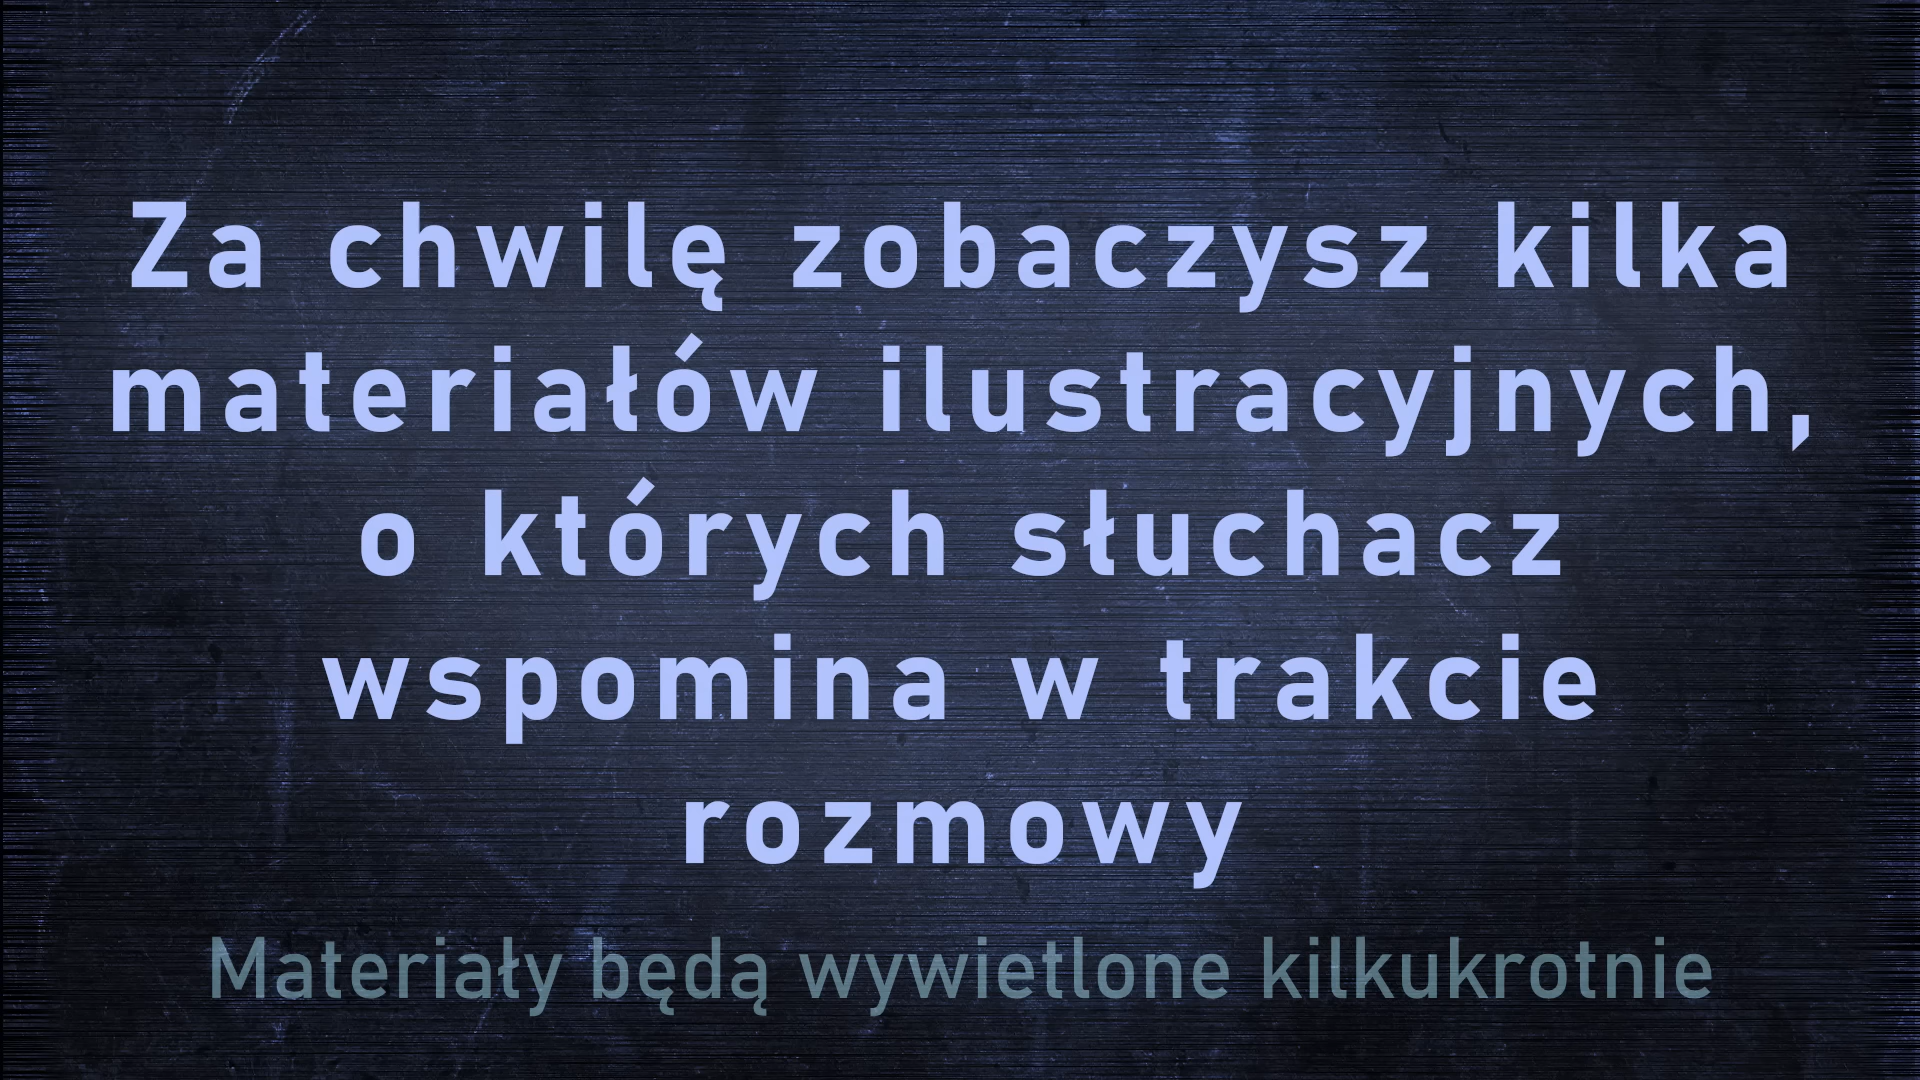 Za chwilę zobaczysz kilka
materiałów ilustracyjnych,
o których słuchacz
wspomina w trakcie
rozmowy
Materiały będą wywietlone kilkukrotnie